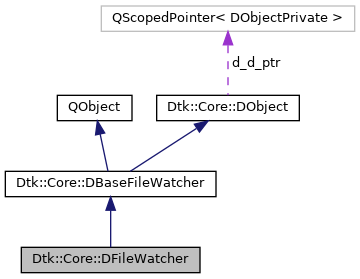 QScopedPointer< DObjectPrivate >
d_d_ptr
QObject
Dtk::Core::DObject
Dtk::Core::DBaseFileWatcher
Dtk::Core::DFileWatcher